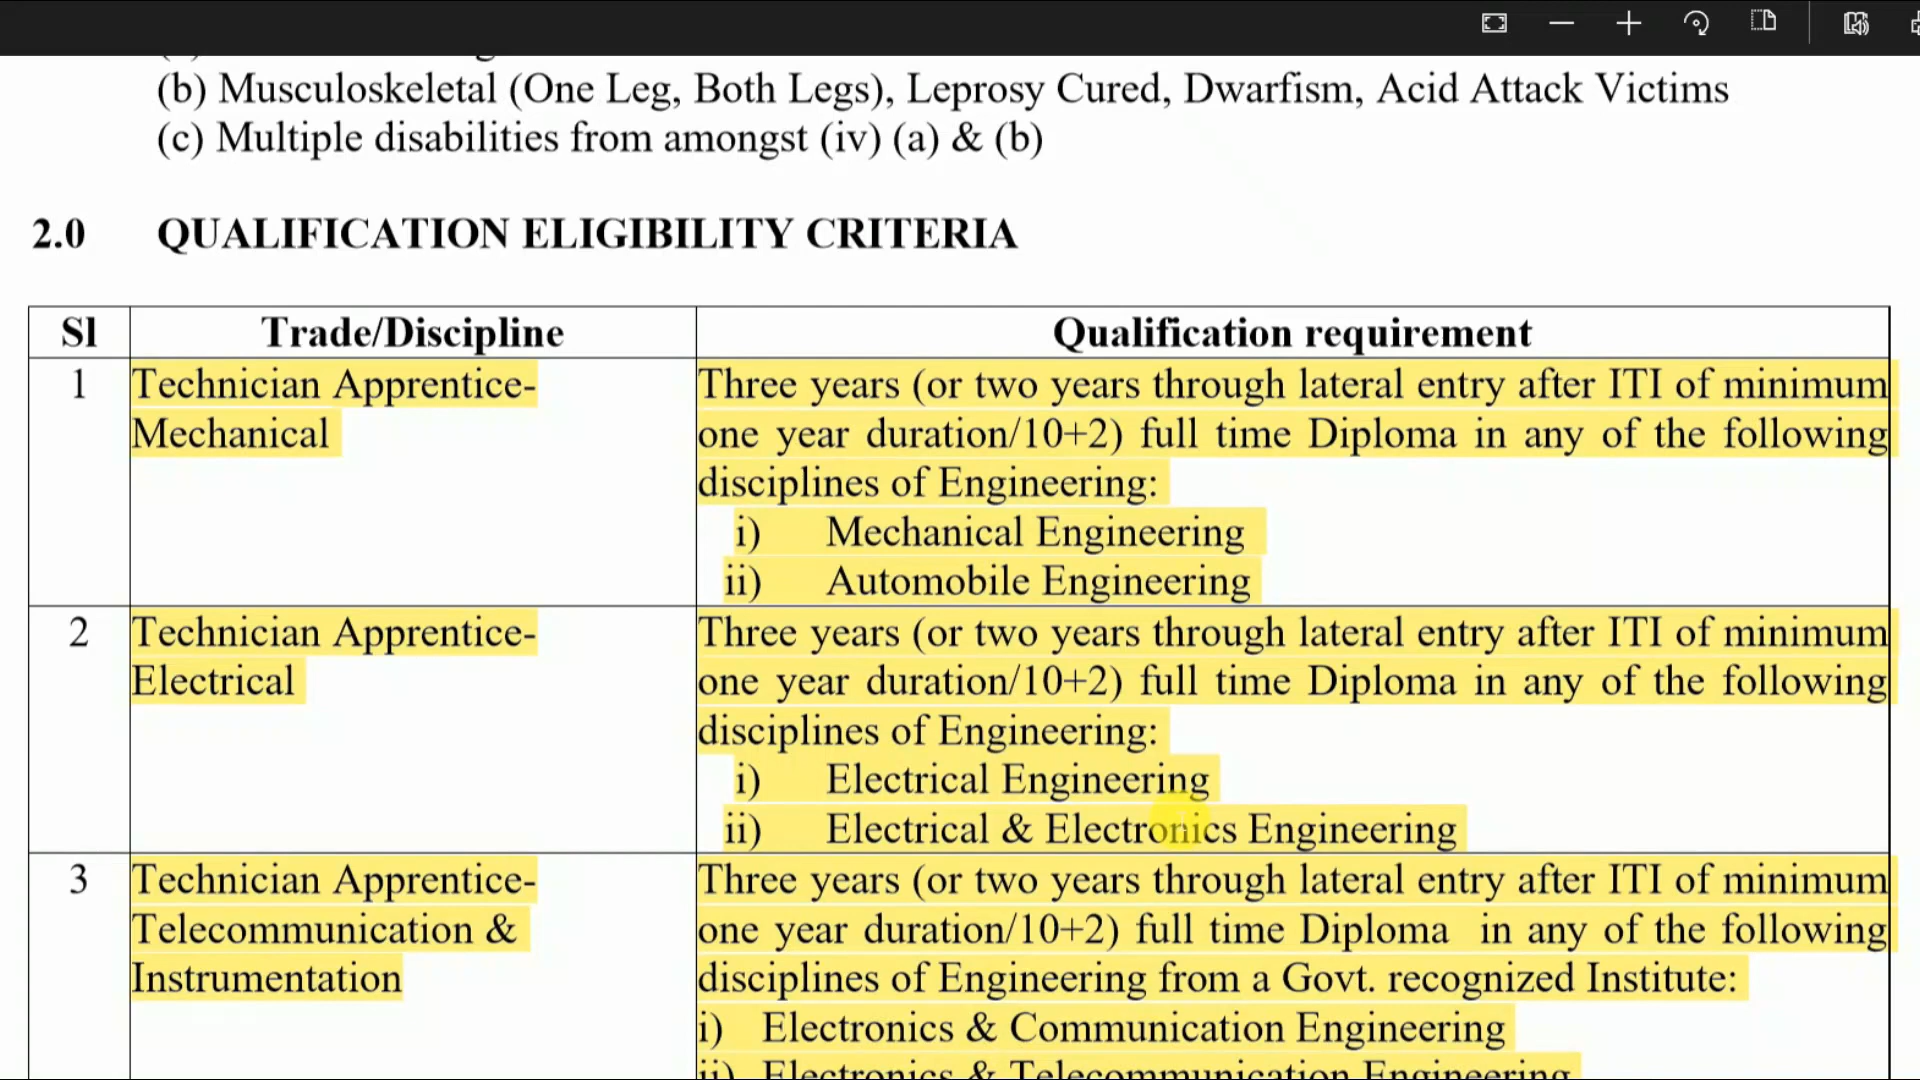 (b) Musculoskeletal (One Leg, Both Legs), Leprosy Cured, Dwarfism, Acid Attack Victims
(c) Multiple disabilities from amongst (iv) (a) & (b)
2.0 QUALIFICATION ELIGIBILITY CRITERIA
Sl Trade/Discipline Qualification requirement
1 Technician Apprentice-
Mechanical
Three years (or two years through lateral entry after ITI of minimum
one year duration/10+2) full time Diploma in any of the following
disciplines of Engineering:
i) Mechanical Engineering
ii) Automobile Engineering
2 Technician Apprentice-
Electrical
Three years (or two years through lateral entry after ITI of minimum
one year duration/10+2) full time Diploma in any of the following
disciplines of Engineering:
i) Electrical Engineering
ii) Electrical & Electronics Engineering
3 Technician Apprentice-
Telecommunication &
Instrumentation
Three years (or two years through lateral entry after ITI of minimum
one year duration/10+2) full time Diploma in any of the following
disciplines of Engineering from a Govt. recognized Institute:
i) Electronics & Communication Engineering
ii) Electronics & Telecommunication Engineering